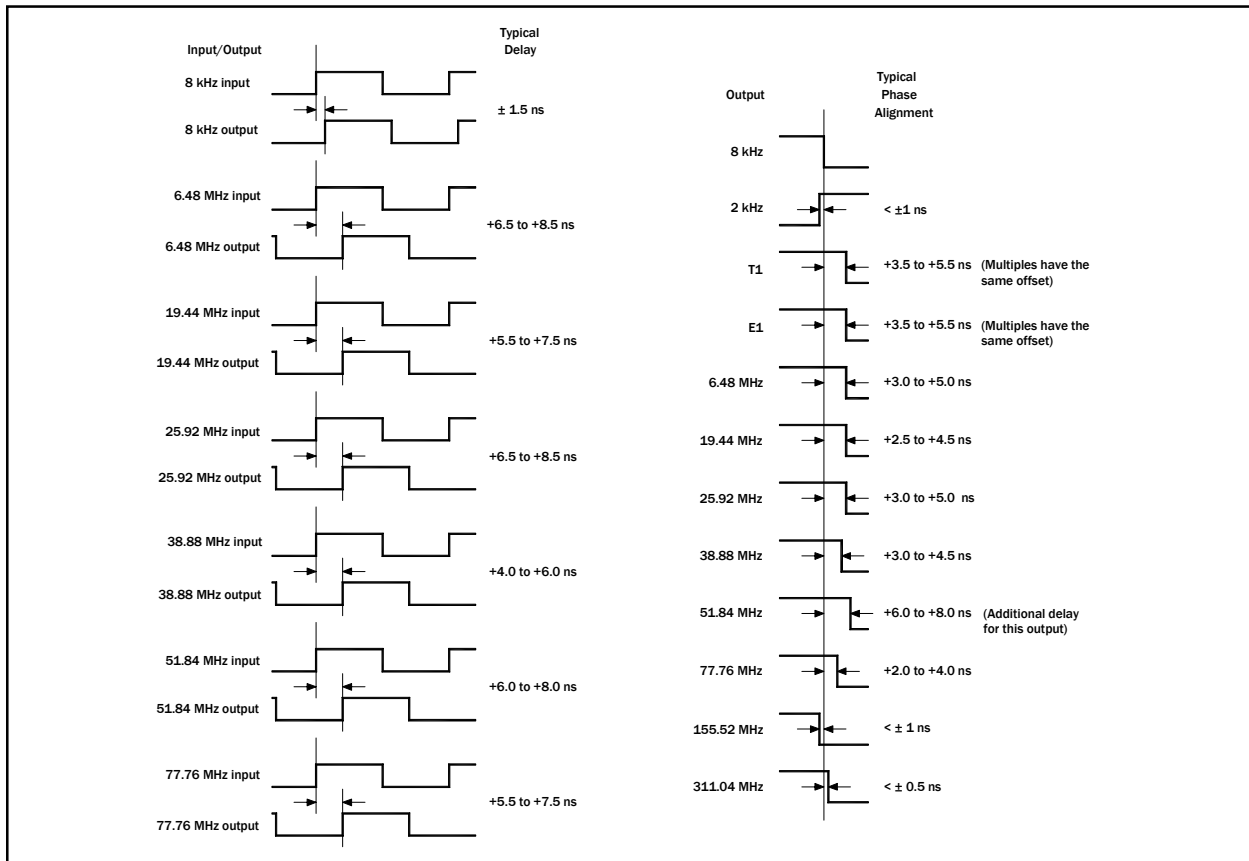 Input/Output
Typical
Delay
8 kHz input
± 1.5 ns
8 kHz output
6.48 MHz input
+6.5 to +8.5 ns
6.48 MHz output
19.44 MHz input
+5.5 to +7.5 ns
19.44 MHz output
25.92 MHz input
+6.5 to +8.5 ns
25.92 MHz output
38.88 MHz input
+4.0 to +6.0 ns
38.88 MHz output
51.84 MHz input
+6.0 to +8.0 ns
51.84 MHz output
77.76 MHz input
+5.5 to +7.5 ns
77.76 MHz output
Output
Typical
Phase
Alignment
8 kHz
2 kHz
< ±1 ns
T1
+3.5 to +5.5 ns (Multiples have the
same offset)
E1
+3.5 to +5.5 ns (Multiples have the
same offset)
6.48 MHz
+3.0 to +5.0 ns
19.44 MHz
+2.5 to +4.5 ns
25.92 MHz
+3.0 to +5.0 ns
38.88 MHz
+3.0 to +4.5 ns
51.84 MHz
+6.0 to +8.0 ns (Additional delay
for this output)
77.76 MHz
+2.0 to +4.0 ns
155.52 MHz
< ± 1 ns
311.04 MHz
< ± 0.5 ns